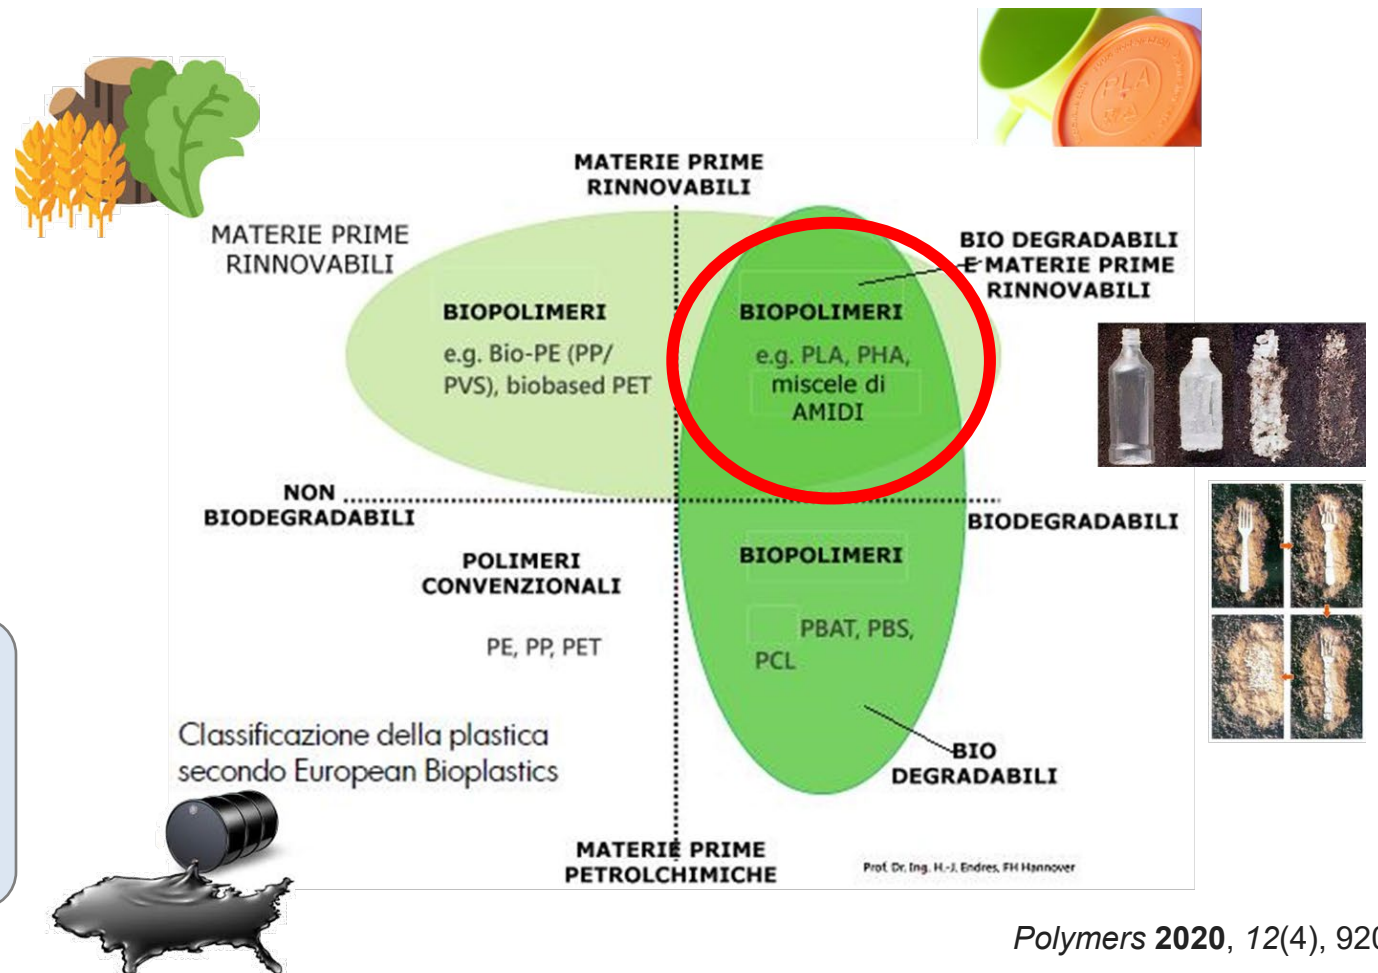 MATERIE PRIME
RINNOVABILI
MATERIE PRIME
RINNOVABILI
BIO DEGRADABILI
E MATERIE PRIME
RINNOVABILI
BIOPOLIMERI
e.g. Bio-PE (PP/
PVS), biobased PET
BIOPOLIMERI
e.g. PLA, PHA,
miscele di
AMIDI
NON
BIODEGRADABILI
BIODEGRADABILI
POLIMERI
CONVENZIONALI
PE, PP, PET
BIOPOLIMERI
PBAT, PBS,
PCL
Classificazione della plastica
secondo European Bioplastics
BIO
DEGRADABILI
MATERIE PRIME
PETROLCHIMICHE
Prof. Dr. Ing. H.-J. Endres, FH Hannover
PLA
Polymers 2020, 12(4), 920